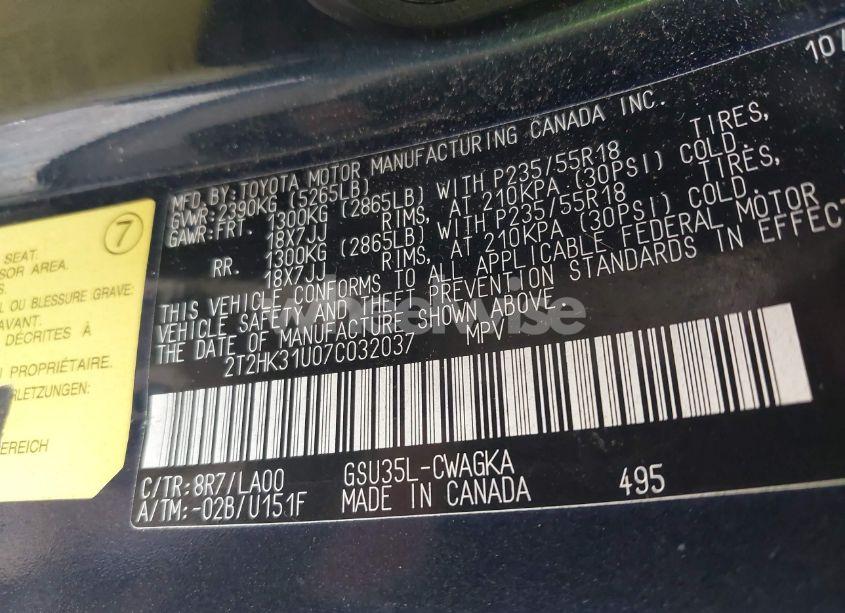 10/
MFD. BY: TOYOTA MOTOR MANUFACTURING CANADA INC.
GVWR: 2390KG (5265LB)
GAWR: FRT. 1300KG (2865LB) WITH P235/55R18 TIRES,
18X7JJ RIMS, AT 210KPA (30PSI) COLD.
RR. 1300KG (2865LB) WITH P235/55R18 TIRES,
18X7JJ RIMS, AT 210KPA (30PSI) COLD.
THIS VEHICLE CONFORMS TO ALL APPLICABLE FEDERAL MOTOR
VEHICLE SAFETY AND THEFT PREVENTION STANDARDS IN EFFECT
THE DATE OF MANUFACTURE SHOWN ABOVE.
2T2HK31U07C032037 MPV
C/TR: 8R7/LA00 GSU35L-CWAGKA
A/TM: -02B/U151F MADE IN CANADA 495
7
SEAT.
SOR AREA.
OU BLESSURE GRAVE:
AVANT.
DÉCRITES À
PROPRIÉTAIRE
RLETZUNGEN:
BEREICH